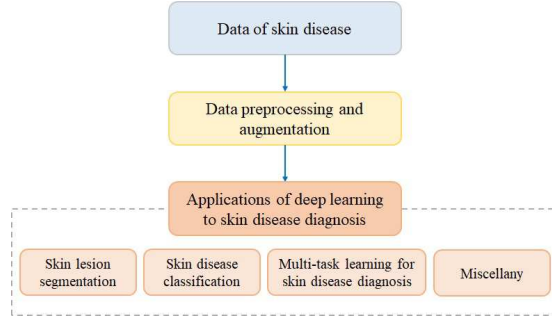 Data of skin disease
Data preprocessing and
augmentation
Applications of deep learning
to skin disease diagnosis
Skin lesion
segmentation
Skin disease
classification
Multi-task learning for
skin disease diagnosis
Miscellany